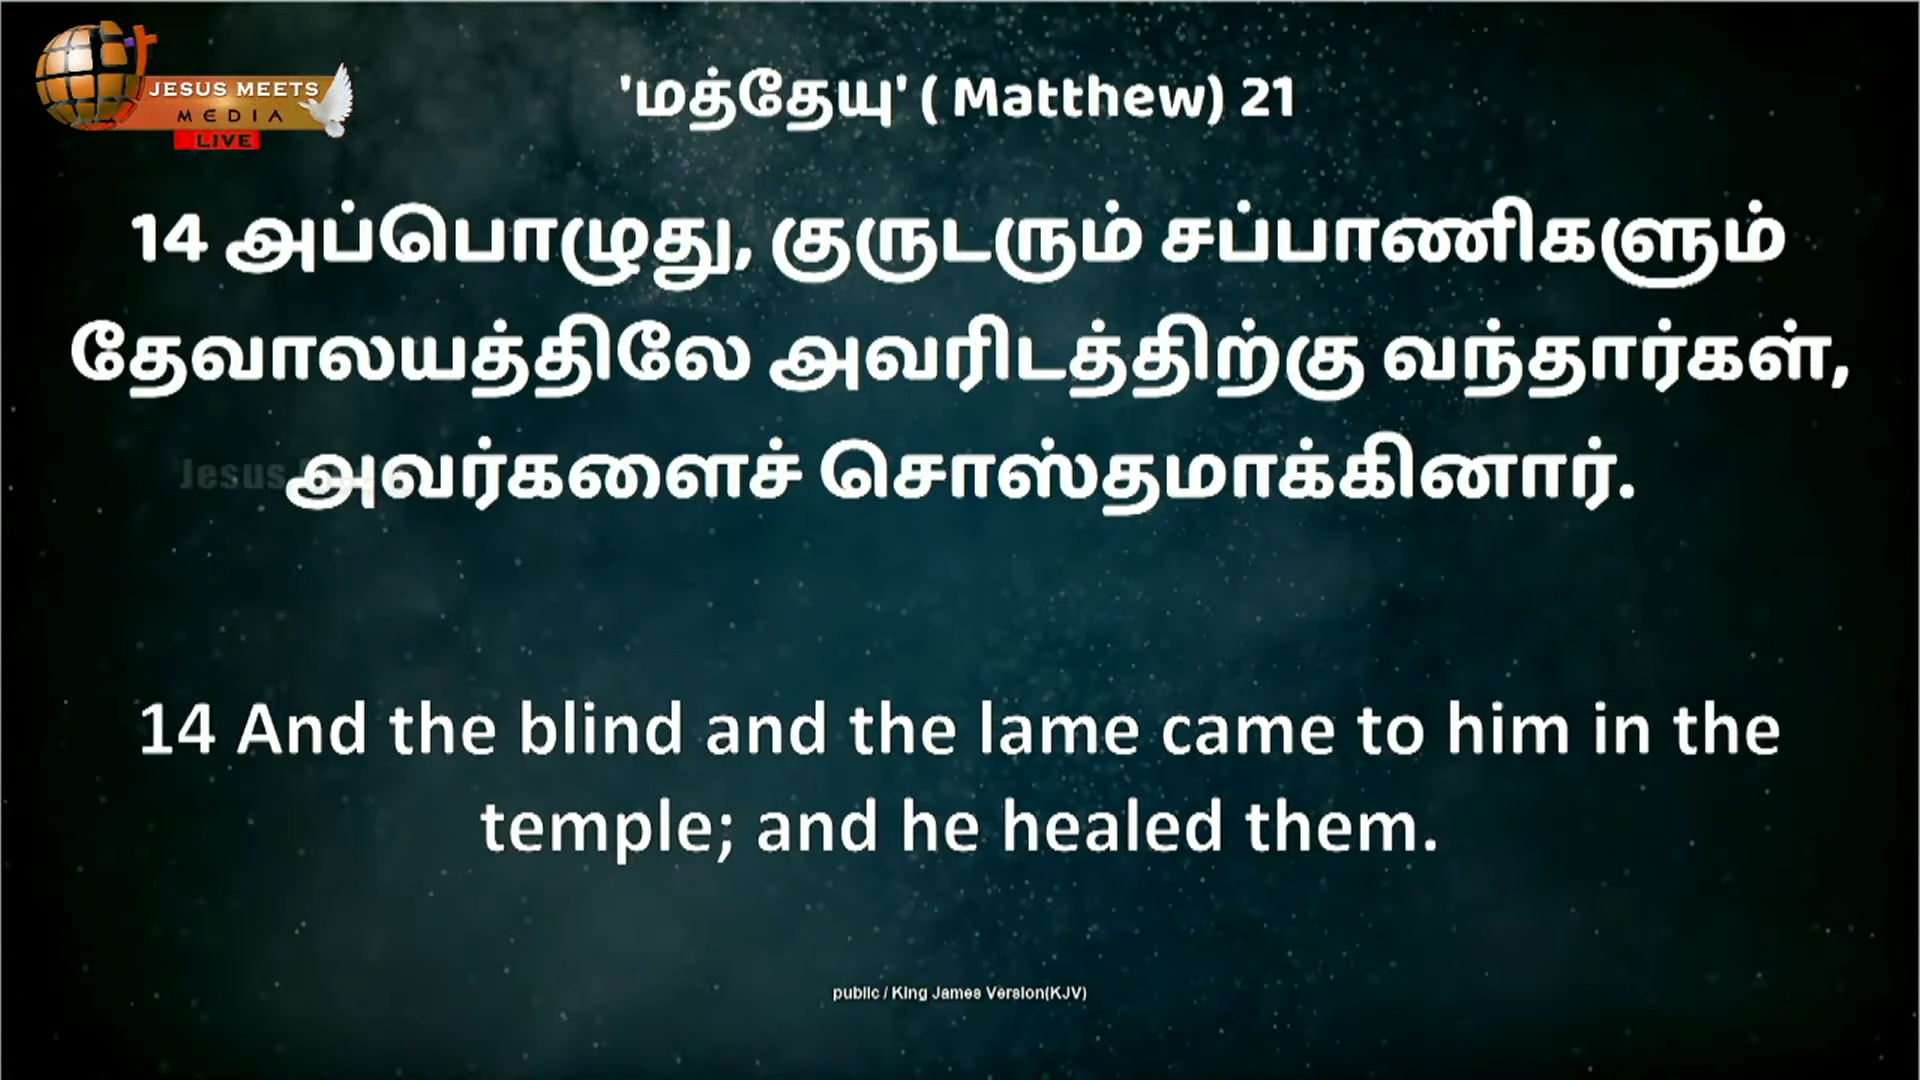 JESUS MEETS
MEDIA
LIVE
'மத்தேயு' ( Matthew) 21
14 அப்பொழுது, குருடரும் சப்பாணிகளும்
தேவாலயத்திலே அவரிடத்திற்கு வந்தார்கள்,
Jesus
அவர்களைச் சொஸ்தமாக்கினார்.
14 And the blind and the lame came to him in the
temple; and he healed them.
public / King James Version(KJV)